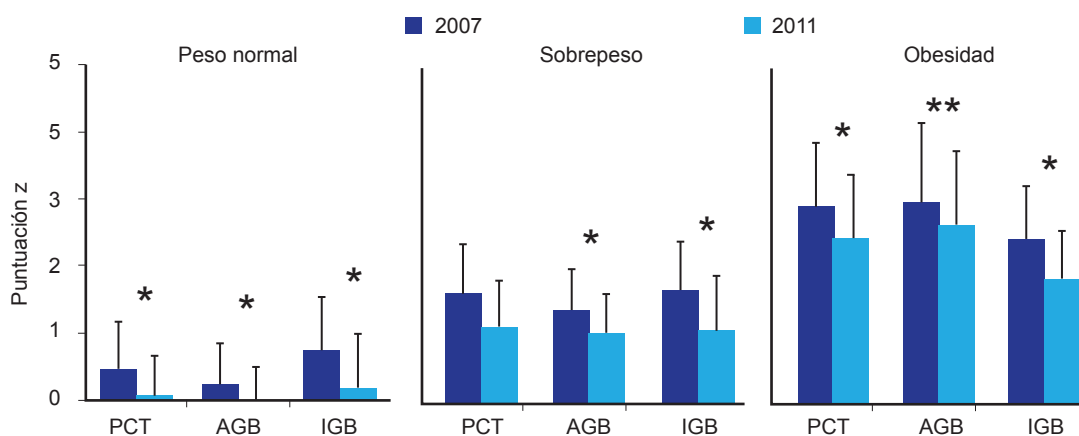 2007 2011
Peso normal Sobrepeso Obesidad
Puntuación z
5
5
3
2
1
0
* * *
* *
* ** *
PCT AGB IGB PCT AGB IGB PCT AGB IGB